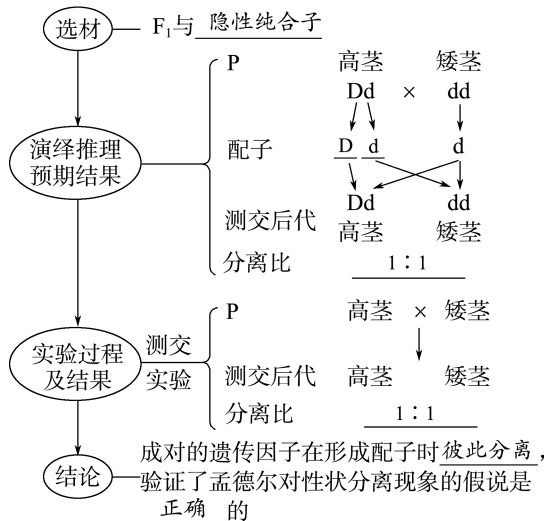 选材
F₁与 隐性纯合子
P
高茎 矮茎
Dd × dd
演绎推理
预期结果
配子
D d d
Dd dd
测交后代
高茎 矮茎
分离比
1∶1
P
高茎 × 矮茎
实验过程
及结果
测交
实验
测交后代
高茎 矮茎
分离比
1∶1
结论
成对的遗传因子在形成配子时彼此分离，
验证了孟德尔对性状分离现象的假说是
正确 的